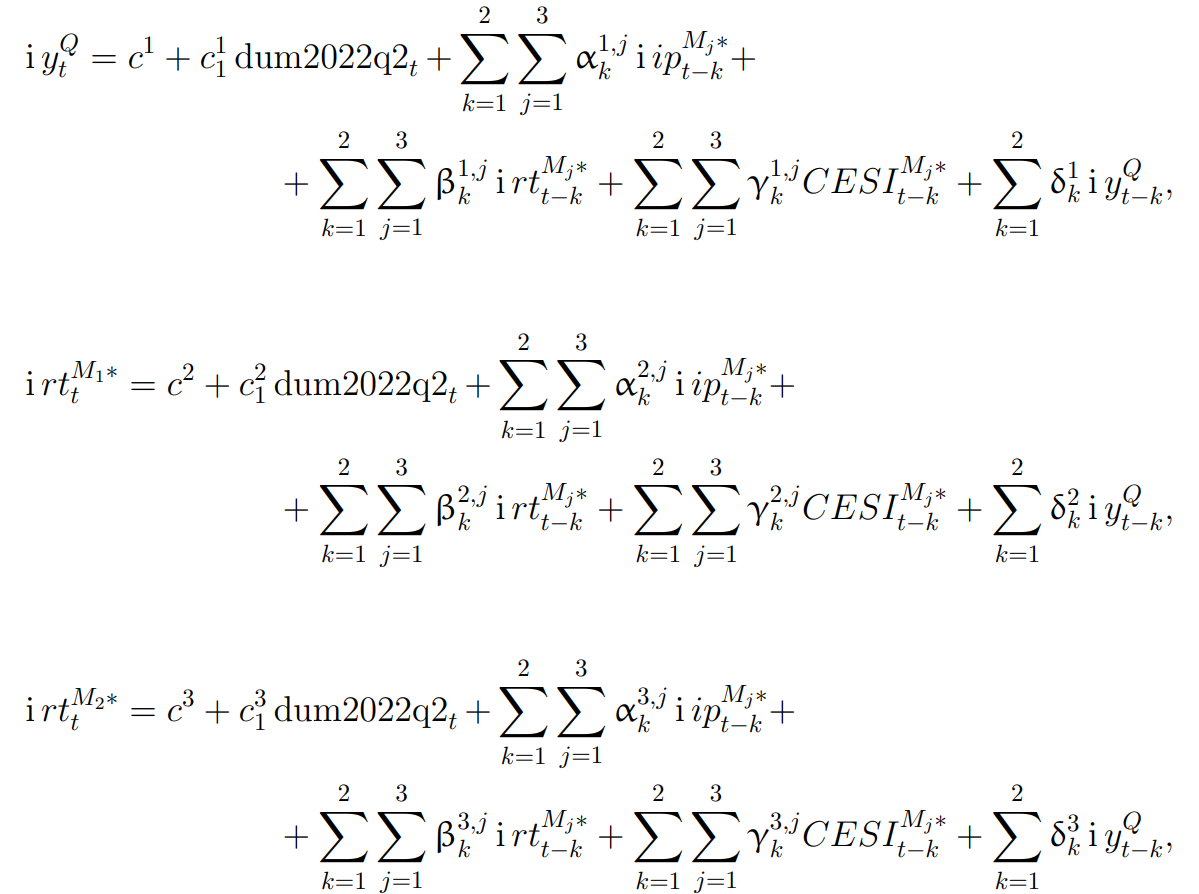 i y_t^Q = c^1 + c_1^1 dum2022q2_t + \sum_{k=1}^{2} \sum_{j=1}^{3} α_k^{1,j} i ip_{t-k}^{M_j*} +
+ \sum_{k=1}^{2} \sum_{j=1}^{3} β_k^{1,j} i rt_{t-k}^{M_j*} + \sum_{k=1}^{2} \sum_{j=1}^{3} γ_k^{1,j} CESI_{t-k}^{M_j*} + \sum_{k=1}^{2} δ_k^1 i y_{t-k}^Q,
i rt_t^{M_1*} = c^2 + c_1^2 dum2022q2_t + \sum_{k=1}^{2} \sum_{j=1}^{3} α_k^{2,j} i ip_{t-k}^{M_j*} +
+ \sum_{k=1}^{2} \sum_{j=1}^{3} β_k^{2,j} i rt_{t-k}^{M_j*} + \sum_{k=1}^{2} \sum_{j=1}^{3} γ_k^{2,j} CESI_{t-k}^{M_j*} + \sum_{k=1}^{2} δ_k^2 i y_{t-k}^Q,
i rt_t^{M_2*} = c^3 + c_1^3 dum2022q2_t + \sum_{k=1}^{2} \sum_{j=1}^{3} α_k^{3,j} i ip_{t-k}^{M_j*} +
+ \sum_{k=1}^{2} \sum_{j=1}^{3} β_k^{3,j} i rt_{t-k}^{M_j*} + \sum_{k=1}^{2} \sum_{j=1}^{3} γ_k^{3,j} CESI_{t-k}^{M_j*} + \sum_{k=1}^{2} δ_k^3 i y_{t-k}^Q,